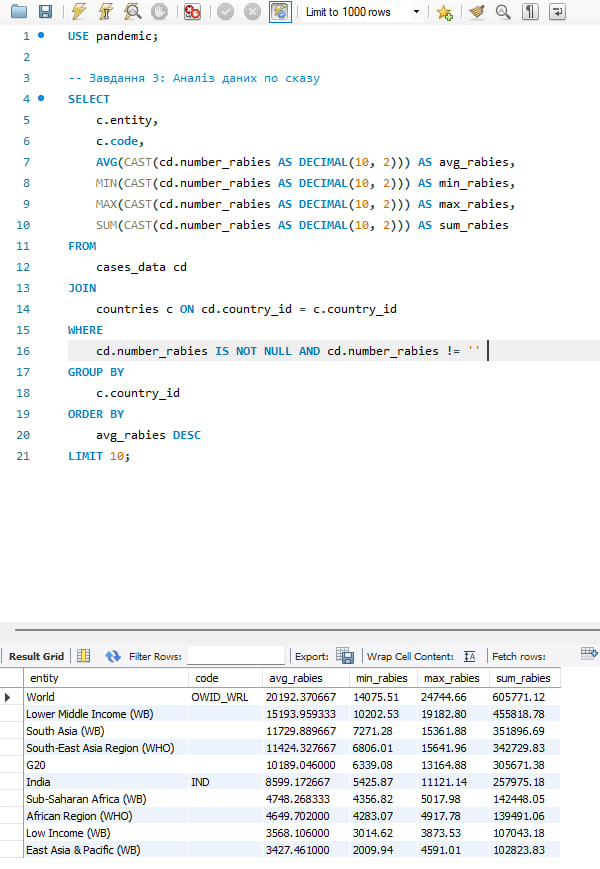 Limit to 1000 rows
1 USE pandemic;
2
3 -- Завдання 3: Аналіз даних по сказу
4 SELECT
5 c.entity,
6 c.code,
7 AVG(CAST(cd.number_rabies AS DECIMAL(10, 2))) AS avg_rabies,
8 MIN(CAST(cd.number_rabies AS DECIMAL(10, 2))) AS min_rabies,
9 MAX(CAST(cd.number_rabies AS DECIMAL(10, 2))) AS max_rabies,
10 SUM(CAST(cd.number_rabies AS DECIMAL(10, 2))) AS sum_rabies
11 FROM
12 cases_data cd
13 JOIN
14 countries c ON cd.country_id = c.country_id
15 WHERE
16 cd.number_rabies IS NOT NULL AND cd.number_rabies != ''
17 GROUP BY
18 c.country_id
19 ORDER BY
20 avg_rabies DESC
21 LIMIT 10;
Result Grid Filter Rows: Export: Wrap Cell Content: Fetch rows:
entity code avg_rabies min_rabies max_rabies sum_rabies
World OWID_WRL 20192.370667 14075.51 24744.66 605771.12
Lower Middle Income (WB) 15193.959333 10202.53 19182.80 455818.78
South Asia (WB) 11729.889667 7271.28 15361.88 351896.69
South-East Asia Region (WHO) 11424.327667 6806.01 15641.96 342729.83
G20 10189.046000 6339.08 13164.88 305671.38
India IND 8599.172667 5425.87 11121.14 257975.18
Sub-Saharan Africa (WB) 4748.268333 4356.82 5017.98 142448.05
African Region (WHO) 4649.702000 4283.07 4917.78 139491.06
Low Income (WB) 3568.106000 3014.62 3873.53 107043.18
East Asia & Pacific (WB) 3427.461000 2009.94 4591.01 102823.83